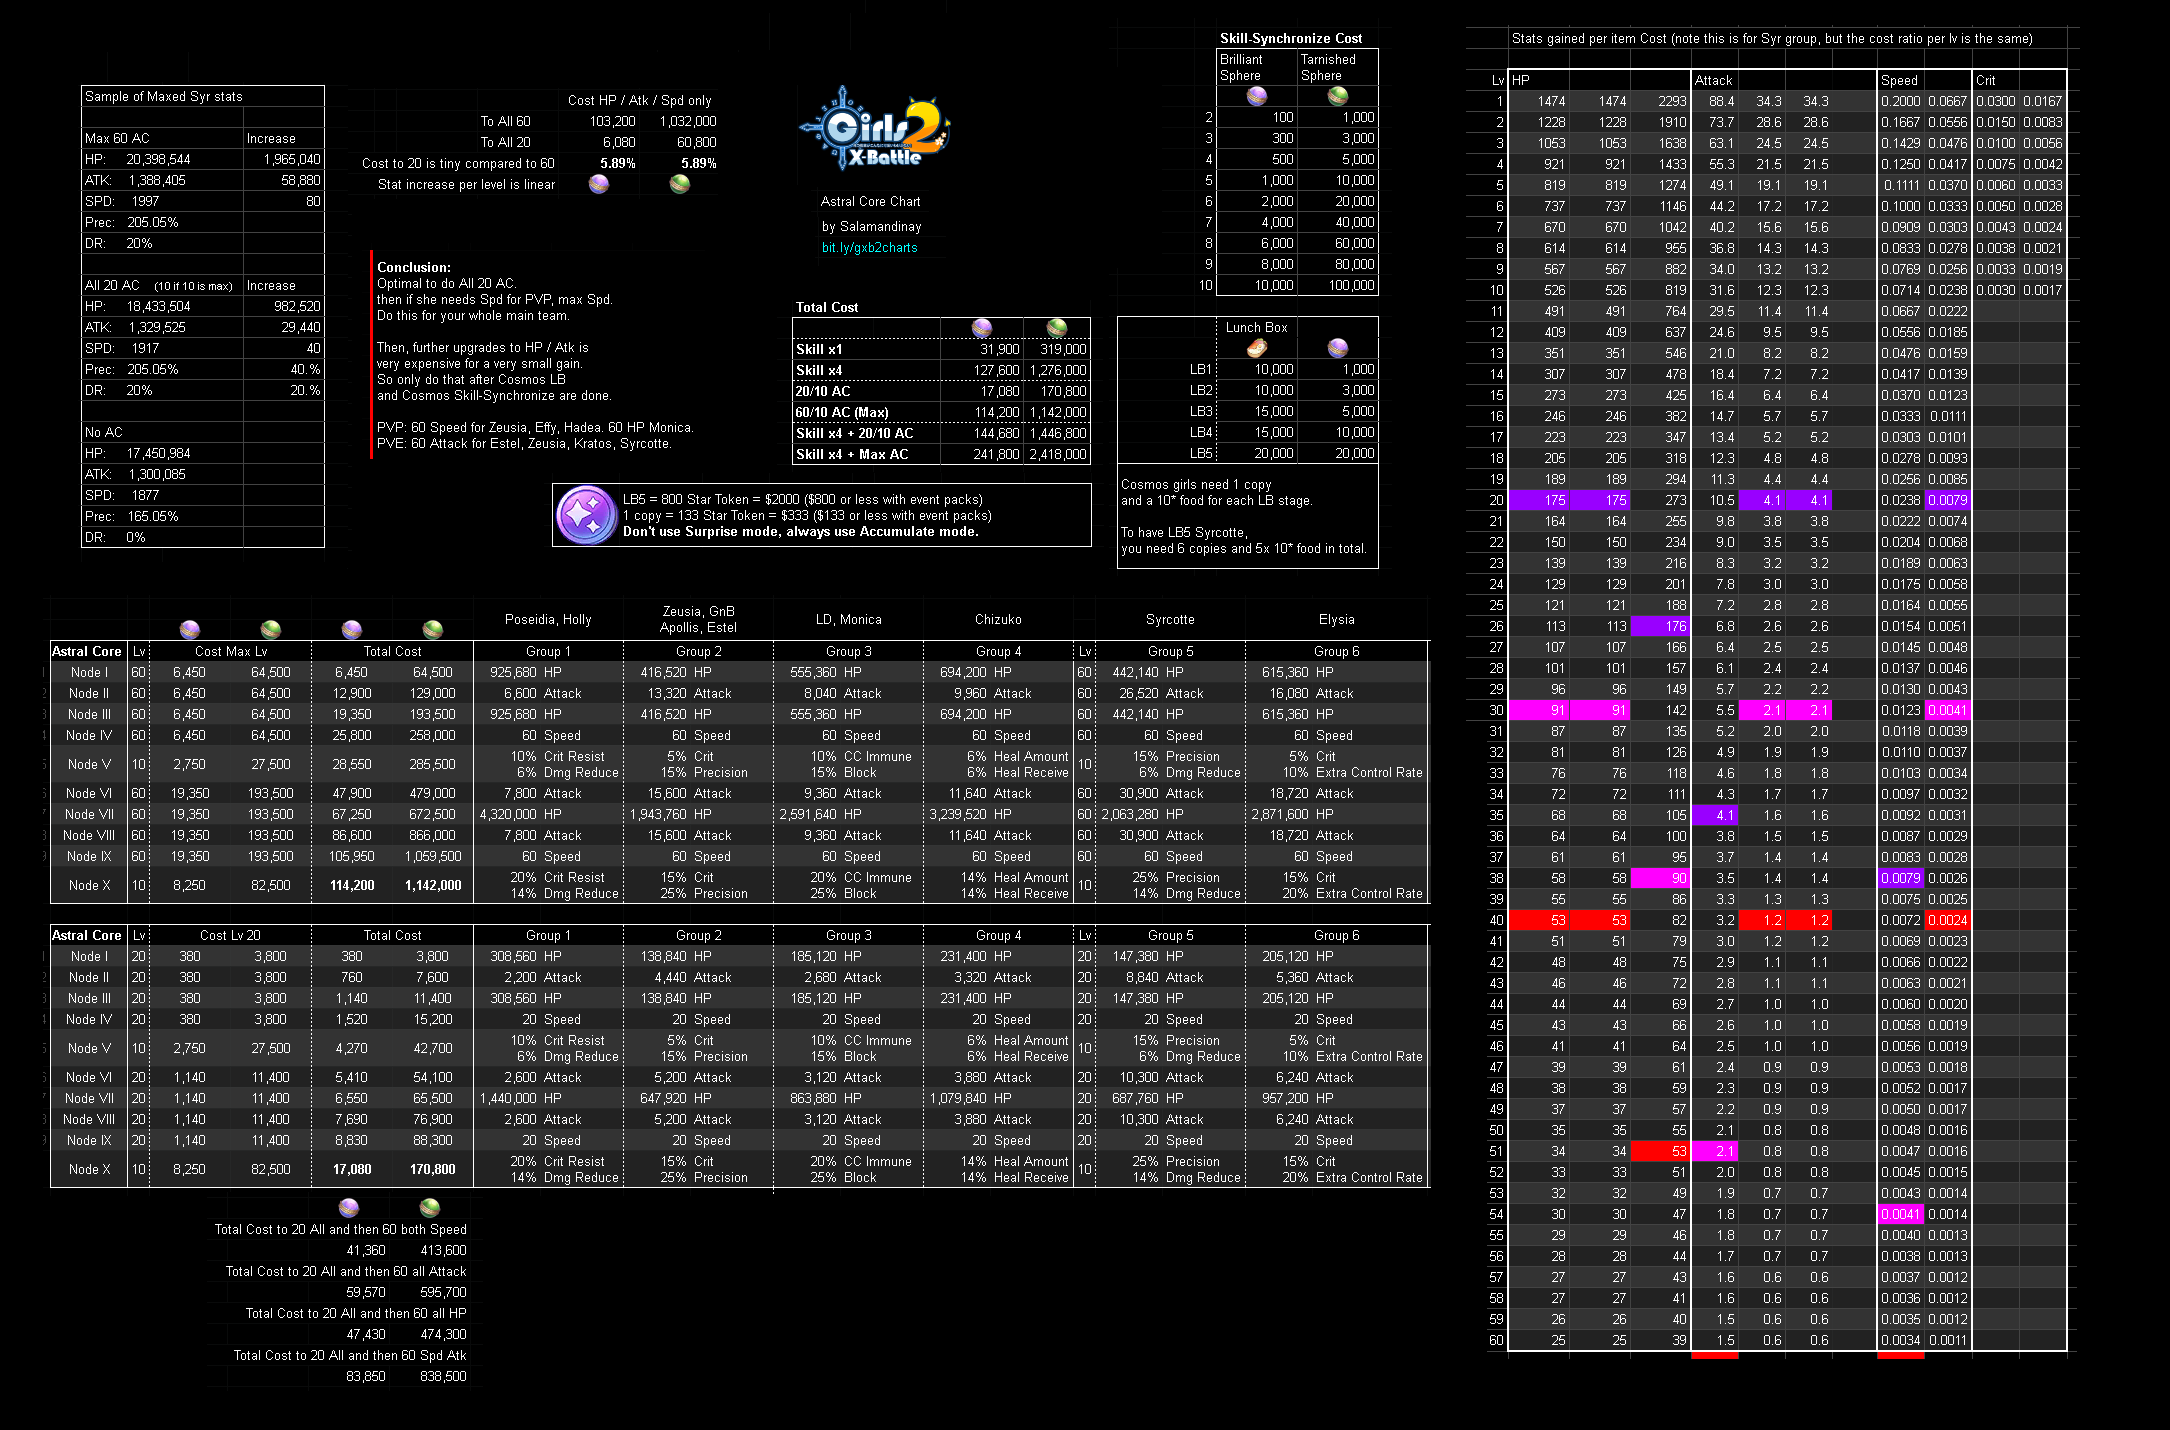 Sample of Maxed Syr stats
Max 60 AC Increase
HP: 20,398,544 1,965,040
ATK: 1,388,405 58,880
SPD: 1997 80
Prec: 205.05%
DR: 20%
All 20 AC (10 if 10 is max) Increase
HP: 18,433,504 982,520
ATK: 1,329,525 29,440
SPD: 1917 40
Prec: 205.05% 40.%
DR: 20% 20.%
No AC
HP: 17,450,984
ATK: 1,300,085
SPD: 1877
Prec: 165.05%
DR: 0%
Cost HP / Atk / Spd only
To All 60 103,200 1,032,000
To All 20 6,080 60,800
Cost to 20 is tiny compared to 60 5.89% 5.89%
Stat increase per level is linear
Conclusion:
Optimal to do All 20 AC.
then if she needs Spd for PVP, max Spd.
Do this for your whole main team.
Then, further upgrades to HP / Atk is
very expensive for a very small gain.
So only do that after Cosmos LB
and Cosmos Skill-Synchronize are done.
PVP: 60 Speed for Zeusia, Effy, Hadea. 60 HP Monica.
PVE: 60 Attack for Estel, Zeusia, Kratos, Syrcotte.
Girls 2
X-Battle
Astral Core Chart
by Salamandinay
bit.ly/gxb2charts
Total Cost
Skill x1 31,900 319,000
Skill x4 127,600 1,276,000
20/10 AC 17,080 170,800
60/10 AC (Max) 114,200 1,142,000
Skill x4 + 20/10 AC 144,680 1,446,800
Skill x4 + Max AC 241,800 2,418,000
LB5 = 800 Star Token = $2000 ($800 or less with event packs)
1 copy = 133 Star Token = $333 ($133 or less with event packs)
Don't use Surprise mode, always use Accumulate mode.
Skill-Synchronize Cost
Brilliant Sphere Tarnished Sphere
2 100 1,000
3 300 3,000
4 500 5,000
5 1,000 10,000
6 2,000 20,000
7 4,000 40,000
8 6,000 60,000
9 8,000 80,000
10 10,000 100,000
Lunch Box
LB1 10,000 1,000
LB2 10,000 3,000
LB3 15,000 5,000
LB4 15,000 10,000
LB5 20,000 20,000
Cosmos girls need 1 copy
and a 10* food for each LB stage.
To have LB5 Syrcotte,
you need 6 copies and 5x 10* food in total.
Poseidia, Holly Zeusia, GnB Apollis, Estel LD, Monica Chizuko Syrcotte Elysia
Astral Core Lv Cost Max Lv Total Cost Group 1 Group 2 Group 3 Group 4 Lv Group 5 Group 6
Node I 60 6,450 64,500 6,450 64,500 925,680 HP 416,520 HP 555,360 HP 694,200 HP 60 442,140 HP 615,360 HP
Node II 60 6,450 64,500 12,900 129,000 6,600 Attack 13,320 Attack 8,040 Attack 9,960 Attack 60 26,520 Attack 16,080 Attack
Node III 60 6,450 64,500 19,350 193,500 925,680 HP 416,520 HP 555,360 HP 694,200 HP 60 442,140 HP 615,360 HP
Node IV 60 6,450 64,500 25,800 258,000 60 Speed 60 Speed 60 Speed 60 Speed 60 60 Speed 60 Speed
10% Crit Resist 5% Crit 10% CC Immune 6% Heal Amount 15% Precision 5% Crit
Node V 10 2,750 27,500 28,550 285,500 10
6% Dmg Reduce 15% Precision 15% Block 6% Heal Receive 6% Dmg Reduce 10% Extra Control Rate
Node VI 60 19,350 193,500 47,900 479,000 7,800 Attack 15,600 Attack 9,360 Attack 11,640 Attack 60 30,900 Attack 18,720 Attack
Node VII 60 19,350 193,500 67,250 672,500 4,320,000 HP 1,943,760 HP 2,591,640 HP 3,239,520 HP 60 2,063,280 HP 2,871,600 HP
Node VIII 60 19,350 193,500 86,600 866,000 7,800 Attack 15,600 Attack 9,360 Attack 11,640 Attack 60 30,900 Attack 18,720 Attack
Node IX 60 19,350 193,500 105,950 1,059,500 60 Speed 60 Speed 60 Speed 60 Speed 60 60 Speed 60 Speed
20% Crit Resist 15% Crit 20% CC Immune 14% Heal Amount 25% Precision 15% Crit
Node X 10 8,250 82,500 114,200 1,142,000 10
14% Dmg Reduce 25% Precision 25% Block 14% Heal Receive 14% Dmg Reduce 20% Extra Control Rate
Astral Core Lv Cost Lv 20 Total Cost Group 1 Group 2 Group 3 Group 4 Lv Group 5 Group 6
Node I 20 380 3,800 380 3,800 308,560 HP 138,840 HP 185,120 HP 231,400 HP 20 147,380 HP 205,120 HP
Node II 20 380 3,800 760 7,600 2,200 Attack 4,440 Attack 2,680 Attack 3,320 Attack 20 8,840 Attack 5,360 Attack
Node III 20 380 3,800 1,140 11,400 308,560 HP 138,840 HP 185,120 HP 231,400 HP 20 147,380 HP 205,120 HP
Node IV 20 380 3,800 1,520 15,200 20 Speed 20 Speed 20 Speed 20 Speed 20 20 Speed 20 Speed
10% Crit Resist 5% Crit 10% CC Immune 6% Heal Amount 15% Precision 5% Crit
Node V 10 2,750 27,500 4,270 42,700 10
6% Dmg Reduce 15% Precision 15% Block 6% Heal Receive 6% Dmg Reduce 10% Extra Control Rate
Node VI 20 1,140 11,400 5,410 54,100 2,600 Attack 5,200 Attack 3,120 Attack 3,880 Attack 20 10,300 Attack 6,240 Attack
Node VII 20 1,140 11,400 6,550 65,500 1,440,000 HP 647,920 HP 863,880 HP 1,079,840 HP 20 687,760 HP 957,200 HP
Node VIII 20 1,140 11,400 7,690 76,900 2,600 Attack 5,200 Attack 3,120 Attack 3,880 Attack 20 10,300 Attack 6,240 Attack
Node IX 20 1,140 11,400 8,830 88,300 20 Speed 20 Speed 20 Speed 20 Speed 20 20 Speed 20 Speed
20% Crit Resist 15% Crit 20% CC Immune 14% Heal Amount 25% Precision 15% Crit
Node X 10 8,250 82,500 17,080 170,800 10
14% Dmg Reduce 25% Precision 25% Block 14% Heal Receive 14% Dmg Reduce 20% Extra Control Rate
Total Cost to 20 All and then 60 both Speed
41,360 413,600
Total Cost to 20 All and then 60 all Attack
59,570 595,700
Total Cost to 20 All and then 60 all HP
47,430 474,300
Total Cost to 20 All and then 60 Spd Atk
83,850 838,500
Stats gained per item Cost (note this is for Syr group, but the cost ratio per lv is the same)
Lv HP Attack Speed Crit
1 1474 1474 2293 88.4 34.3 34.3 0.2000 0.0667 0.0300 0.0167
2 1228 1228 1910 73.7 28.6 28.6 0.1667 0.0556 0.0150 0.0083
3 1053 1053 1638 63.1 24.5 24.5 0.1429 0.0476 0.0100 0.0056
4 921 921 1433 55.3 21.5 21.5 0.1250 0.0417 0.0075 0.0042
5 819 819 1274 49.1 19.1 19.1 0.1111 0.0370 0.0060 0.0033
6 737 737 1146 44.2 17.2 17.2 0.1000 0.0333 0.0050 0.0028
7 670 670 1042 40.2 15.6 15.6 0.0909 0.0303 0.0043 0.0024
8 614 614 955 36.8 14.3 14.3 0.0833 0.0278 0.0038 0.0021
9 567 567 882 34.0 13.2 13.2 0.0769 0.0256 0.0033 0.0019
10 526 526 819 31.6 12.3 12.3 0.0714 0.0238 0.0030 0.0017
11 491 491 764 29.5 11.4 11.4 0.0667 0.0222
12 409 409 637 24.6 9.5 9.5 0.0556 0.0185
13 351 351 546 21.0 8.2 8.2 0.0476 0.0159
14 307 307 478 18.4 7.2 7.2 0.0417 0.0139
15 273 273 425 16.4 6.4 6.4 0.0370 0.0123
16 246 246 382 14.7 5.7 5.7 0.0333 0.0111
17 223 223 347 13.4 5.2 5.2 0.0303 0.0101
18 205 205 318 12.3 4.8 4.8 0.0278 0.0093
19 189 189 294 11.3 4.4 4.4 0.0256 0.0085
20 175 175 273 10.5 4.1 4.1 0.0238 0.0079
21 164 164 255 9.8 3.8 3.8 0.0222 0.0074
22 150 150 234 9.0 3.5 3.5 0.0204 0.0068
23 139 139 216 8.3 3.2 3.2 0.0189 0.0063
24 129 129 201 7.8 3.0 3.0 0.0175 0.0058
25 121 121 188 7.2 2.8 2.8 0.0164 0.0055
26 113 113 176 6.8 2.6 2.6 0.0154 0.0051
27 107 107 166 6.4 2.5 2.5 0.0145 0.0048
28 101 101 157 6.1 2.4 2.4 0.0137 0.0046
29 96 96 149 5.7 2.2 2.2 0.0130 0.0043
30 91 91 142 5.5 2.1 2.1 0.0123 0.0041
31 87 87 135 5.2 2.0 2.0 0.0118 0.0039
32 81 81 126 4.9 1.9 1.9 0.0110 0.0037
33 76 76 118 4.6 1.8 1.8 0.0103 0.0034
34 72 72 111 4.3 1.7 1.7 0.0097 0.0032
35 68 68 105 4.1 1.6 1.6 0.0092 0.0031
36 64 64 100 3.8 1.5 1.5 0.0087 0.0029
37 61 61 95 3.7 1.4 1.4 0.0083 0.0028
38 58 58 90 3.5 1.4 1.4 0.0079 0.0026
39 55 55 86 3.3 1.3 1.3 0.0075 0.0025
40 53 53 82 3.2 1.2 1.2 0.0072 0.0024
41 51 51 79 3.0 1.2 1.2 0.0069 0.0023
42 48 48 75 2.9 1.1 1.1 0.0066 0.0022
43 46 46 72 2.8 1.1 1.1 0.0063 0.0021
44 44 44 69 2.7 1.0 1.0 0.0060 0.0020
45 43 43 66 2.6 1.0 1.0 0.0058 0.0019
46 41 41 64 2.5 1.0 1.0 0.0056 0.0019
47 39 39 61 2.4 0.9 0.9 0.0053 0.0018
48 38 38 59 2.3 0.9 0.9 0.0052 0.0017
49 37 37 57 2.2 0.9 0.9 0.0050 0.0017
50 35 35 55 2.1 0.8 0.8 0.0048 0.0016
51 34 34 53 2.1 0.8 0.8 0.0047 0.0016
52 33 33 51 2.0 0.8 0.8 0.0045 0.0015
53 32 32 49 1.9 0.7 0.7 0.0043 0.0014
54 30 30 47 1.8 0.7 0.7 0.0041 0.0014
55 29 29 46 1.8 0.7 0.7 0.0040 0.0013
56 28 28 44 1.7 0.7 0.7 0.0038 0.0013
57 27 27 43 1.6 0.6 0.6 0.0037 0.0012
58 27 27 41 1.6 0.6 0.6 0.0036 0.0012
59 26 26 40 1.5 0.6 0.6 0.0035 0.0012
60 25 25 39 1.5 0.6 0.6 0.0034 0.0011